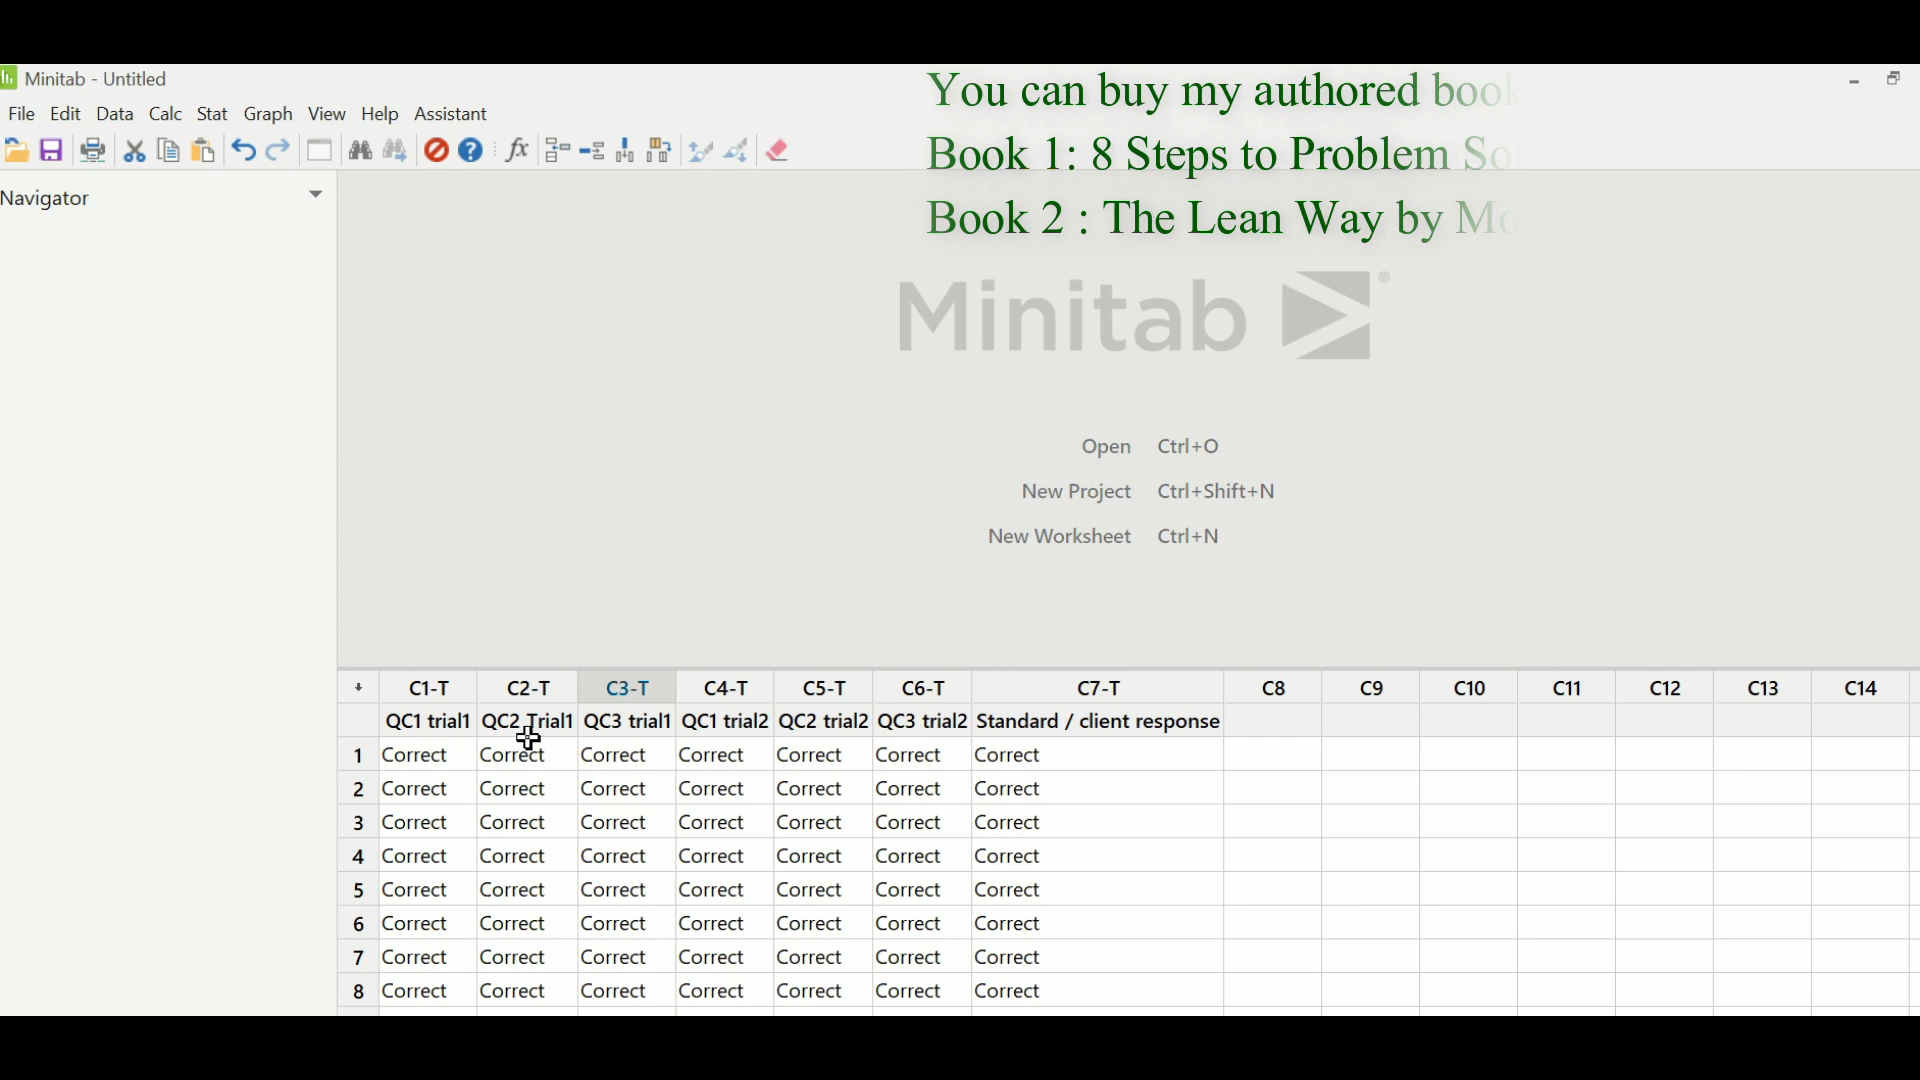 Minitab - Untitled
You can buy my authored
Book 1: 8 Steps to Problem
Book 2 : The Lean Way by
File Edit Data Calc Stat Graph View Help Assistant
Navigator
Minitab ®
Open Ctrl+O
New Project Ctrl+Shift+N
New Worksheet Ctrl+N
C1-T C2-T C3-T C4-T C5-T C6-T C7-T C8 C9 C10 C11 C12 C13 C14
QC1 trial1 QC2 Trial1 QC3 trial1 QC1 trial2 QC2 trial2 QC3 trial2 Standard / client response
1 Correct Correct Correct Correct Correct Correct Correct
2 Correct Correct Correct Correct Correct Correct Correct
3 Correct Correct Correct Correct Correct Correct Correct
4 Correct Correct Correct Correct Correct Correct Correct
5 Correct Correct Correct Correct Correct Correct Correct
6 Correct Correct Correct Correct Correct Correct Correct
7 Correct Correct Correct Correct Correct Correct Correct
8 Correct Correct Correct Correct Correct Correct Correct